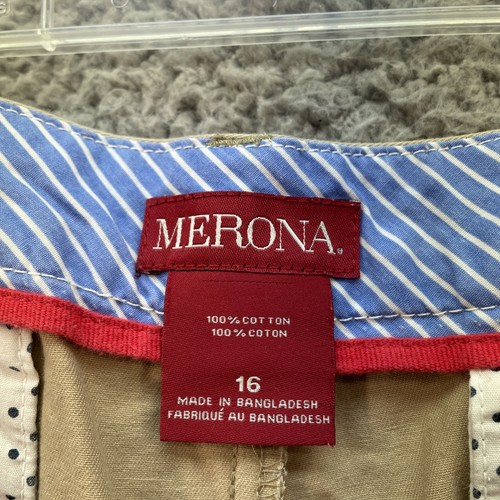 MERONA®
100% COTTON
100% COTON
16
MADE IN BANGLADESH
FABRIQUÉ AU BANGLADESH